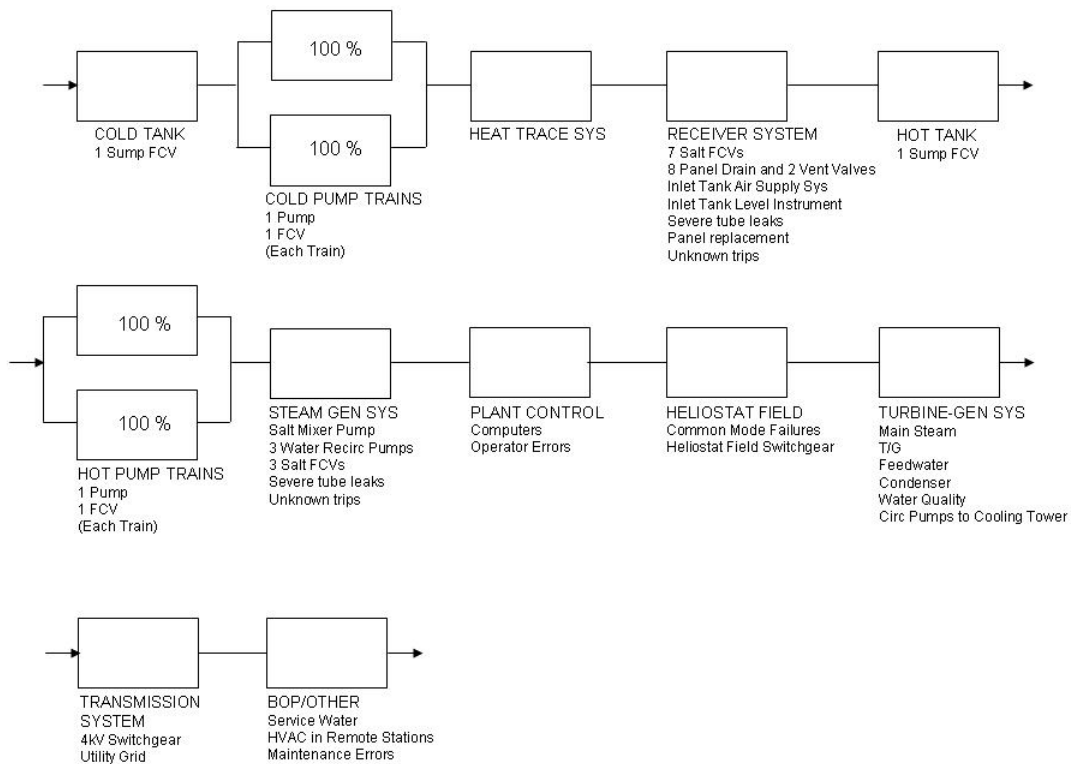 100 %
100 %
COLD TANK
1 Sump FCV
COLD PUMP TRAINS
1 Pump
1 FCV
(Each Train)
HEAT TRACE SYS
RECEIVER SYSTEM
7 Salt FCVs
8 Panel Drain and 2 Vent Valves
Inlet Tank Air Supply Sys
Inlet Tank Level Instrument
Severe tube leaks
Panel replacement
Unknown trips
HOT TANK
1 Sump FCV
100 %
100 %
HOT PUMP TRAINS
1 Pump
1 FCV
(Each Train)
STEAM GEN SYS
Salt Mixer Pump
3 Water Recirc Pumps
3 Salt FCVs
Severe tube leaks
Unknown trips
PLANT CONTROL
Computers
Operator Errors
HELIOSTAT FIELD
Common Mode Failures
Heliostat Field Switchgear
TURBINE-GEN SYS
Main Steam
T/G
Feedwater
Condenser
Water Quality
Circ Pumps to Cooling Tower
TRANSMISSION
SYSTEM
4kV Switchgear
Utility Grid
BOP/OTHER
Service Water
HVAC in Remote Stations
Maintenance Errors